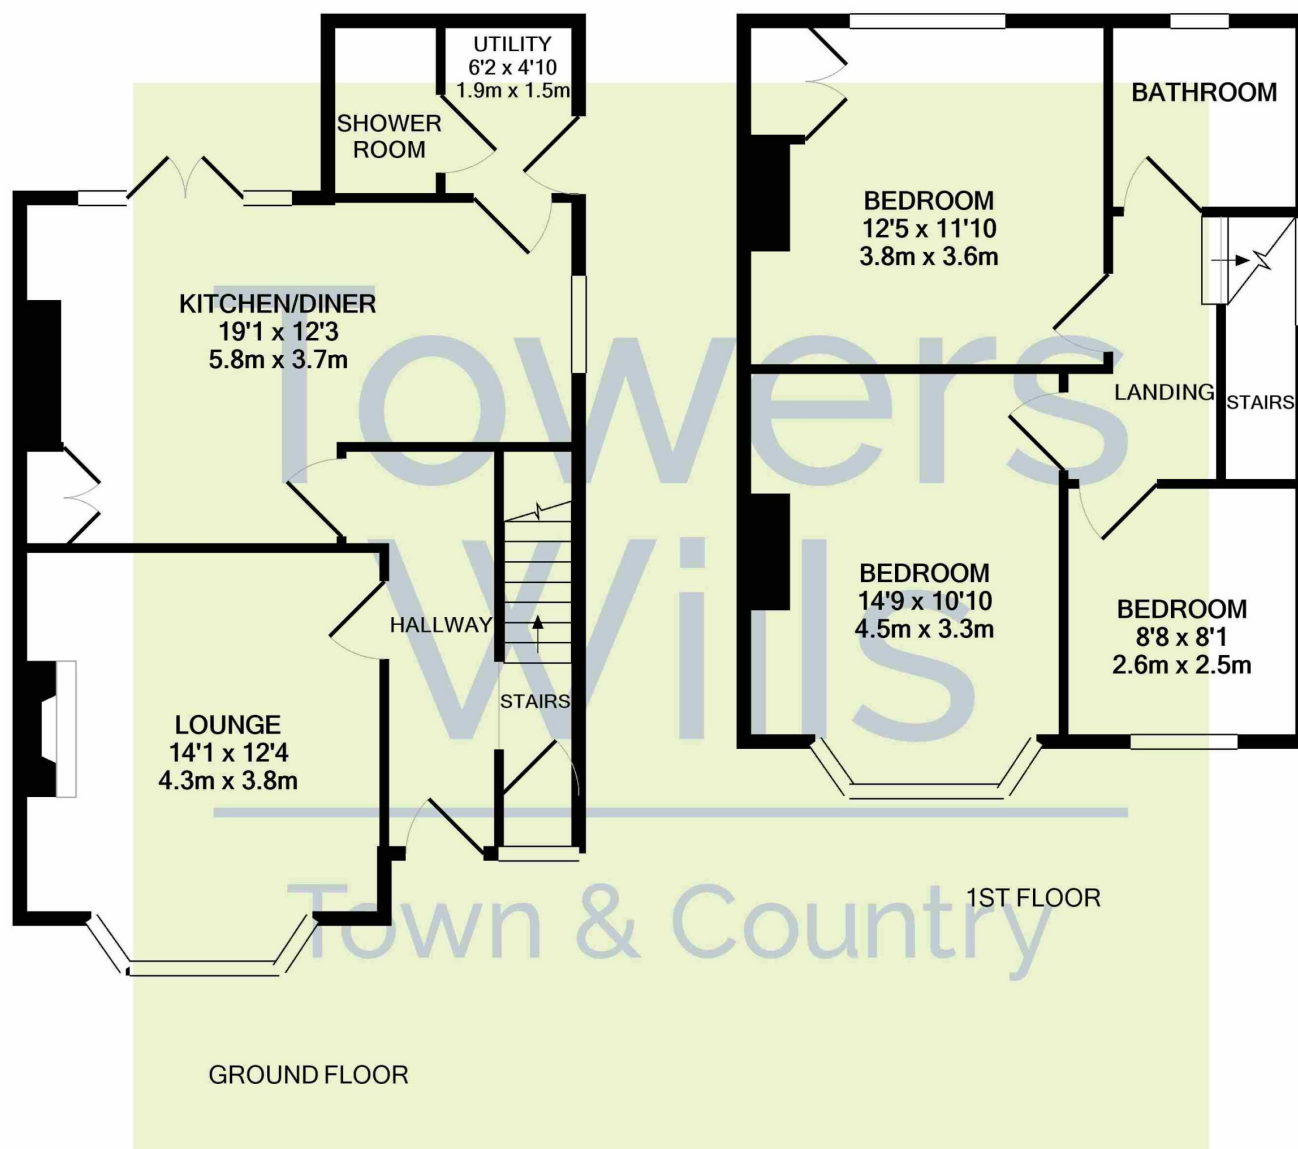 UTILITY
6'2 x 4'10
1.9m x 1.5m
SHOWER
ROOM
KITCHEN/DINER
19'1 x 12'3
5.8m x 3.7m
HALLWAY
STAIRS
LOUNGE
14'1 x 12'4
4.3m x 3.8m
GROUND FLOOR
BATHROOM
BEDROOM
12'5 x 11'10
3.8m x 3.6m
LANDING
STAIRS
BEDROOM
14'9 x 10'10
4.5m x 3.3m
BEDROOM
8'8 x 8'1
2.6m x 2.5m
1ST FLOOR
Towers
Wills
Town & Country